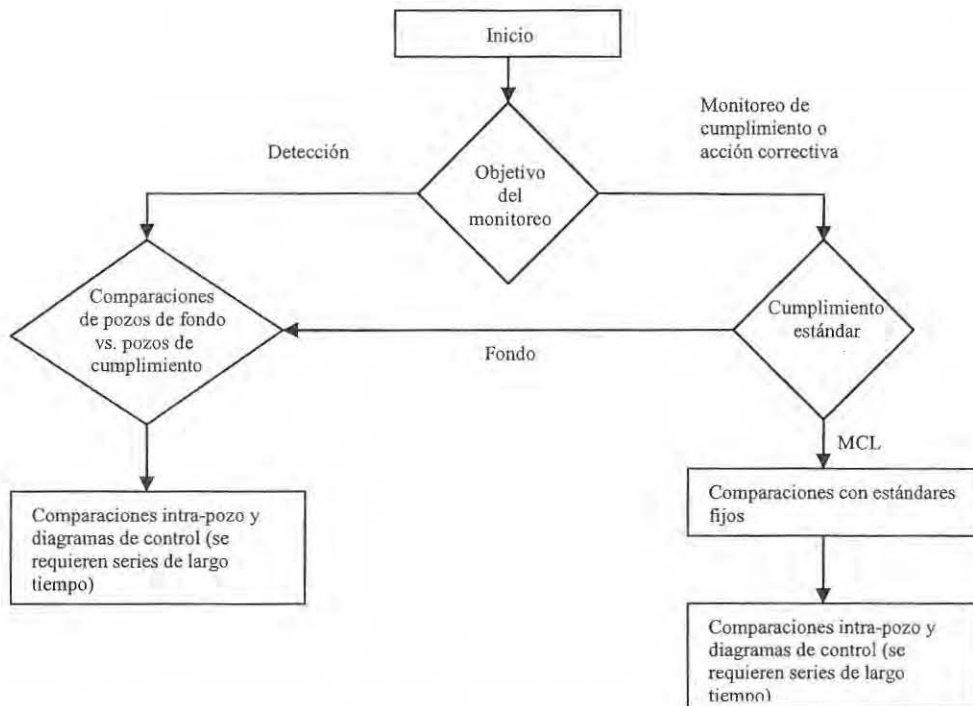 Inicio
Monitoreo de
cumplimiento o
acción correctiva
Detección
Objetivo
del
monitoreo
Comparaciones
de pozos de fondo
vs. pozos de
cumplimiento
Cumplimiento
estándar
Fondo
MCL
Comparaciones con estándares
fijos
Comparaciones intra-pozo y
diagramas de control (se
requieren series de largo
tiempo)
Comparaciones intra-pozo y
diagramas de control (se
requieren series de largo
tiempo)